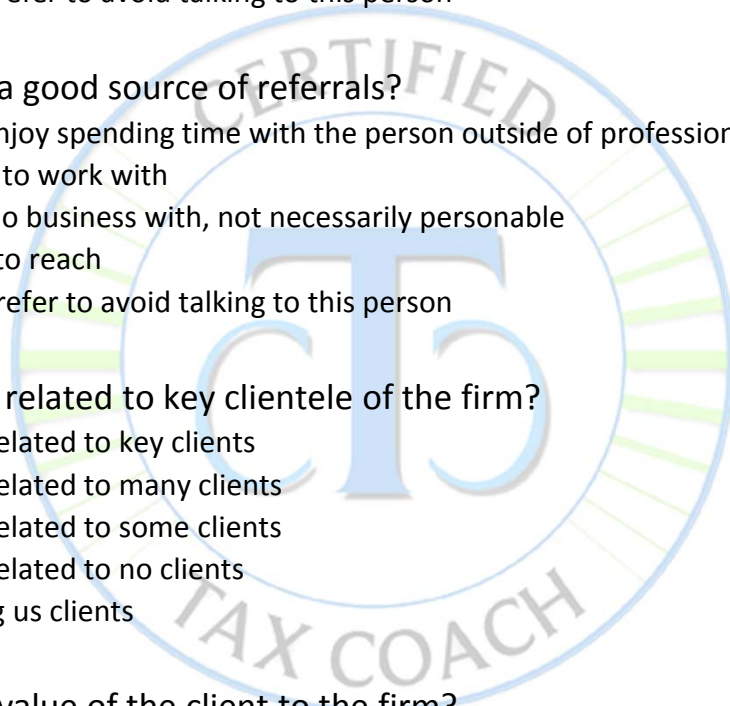 refer to avoid talking to this person
a good source of referrals?
njoy spending time with the person outside of profession
to work with
o business with, not necessarily personable
to reach
refer to avoid talking to this person
related to key clientele of the firm?
elated to key clients
elated to many clients
elated to some clients
elated to no clients
g us clients
value of the client to the firm?
CERTIFIED
CTC
TAX COACH